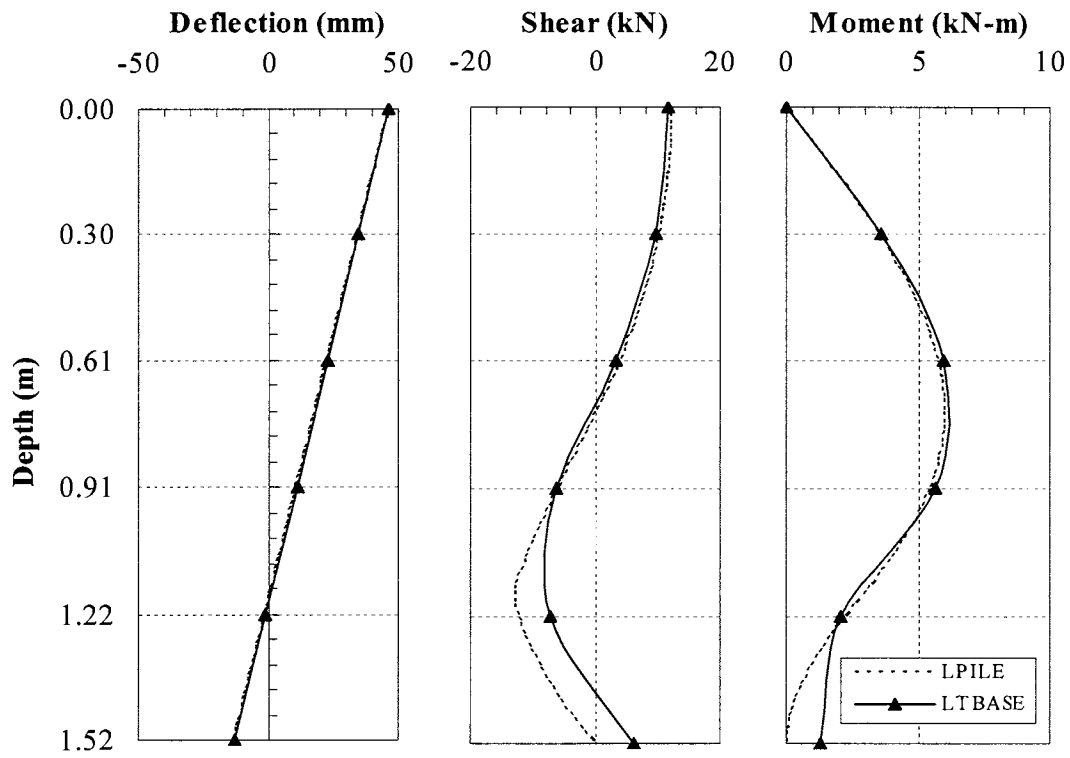 Deflection (mm) Shear (kN) Moment (kN-m)
-50 0 50 -20 0 20 0 5 10
0.00
0.30
0.61
0.91
1.22
1.52
Depth (m)
LPILE
LTBASE